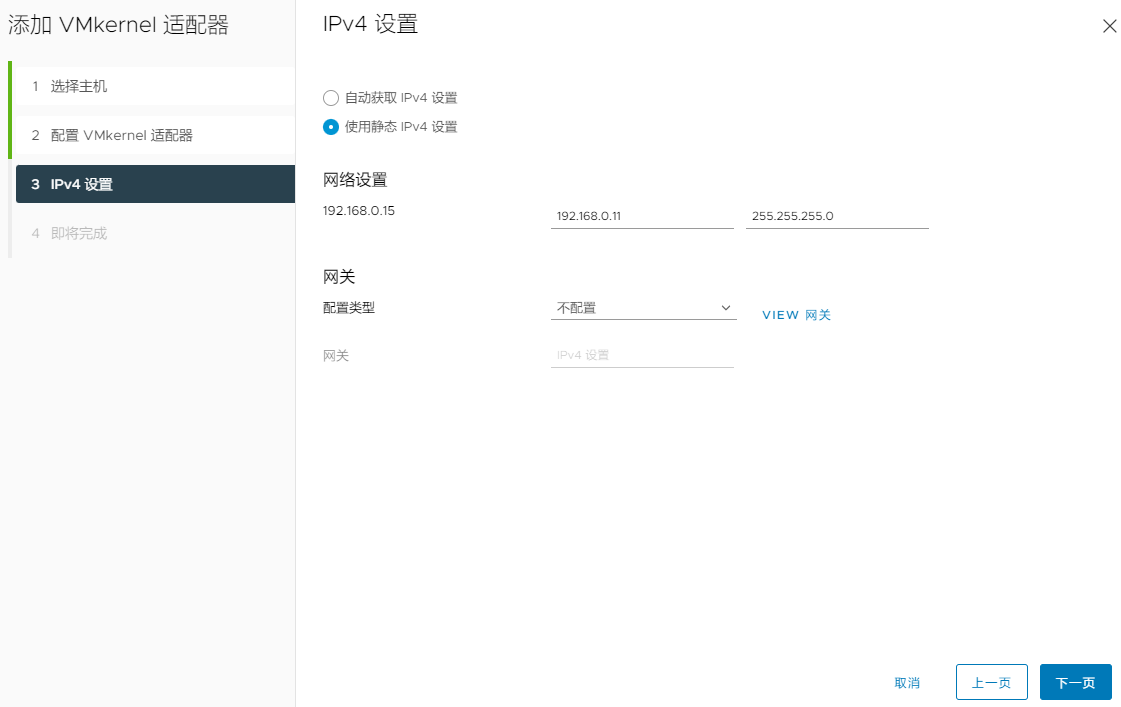 添加 VMkernel 适配器
1 选择主机
2 配置 VMkernel 适配器
3 IPv4 设置
4 即将完成
IPv4 设置
自动获取 IPv4 设置
使用静态 IPv4 设置
网络设置
192.168.0.15 192.168.0.11 255.255.255.0
网关
配置类型 不配置 VIEW 网关
网关 IPv4 设置
取消 上一页 下一页